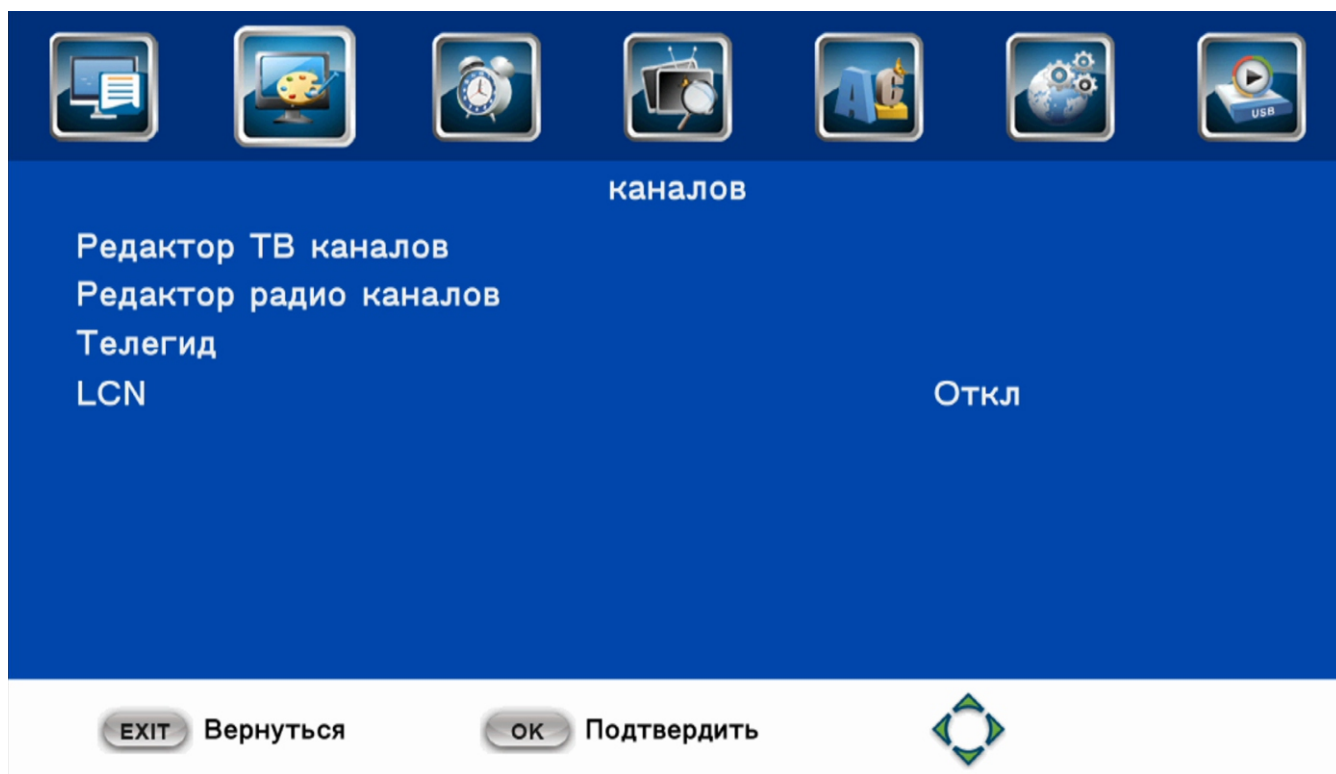 USB
каналов
Редактор ТВ каналов
Редактор радио каналов
Телегид
LCN Откл
EXIT Вернуться OK Подтвердить